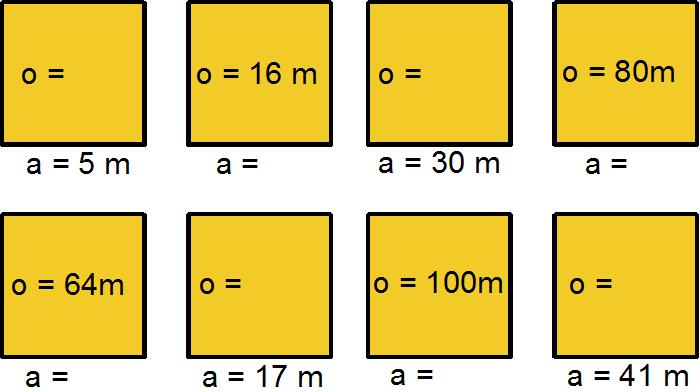 o =
o = 16 m
o =
o = 80m
a = 5 m
a =
a = 30 m
a =
o = 64m
o =
o = 100m
o =
a =
a = 17 m
a =
a = 41 m